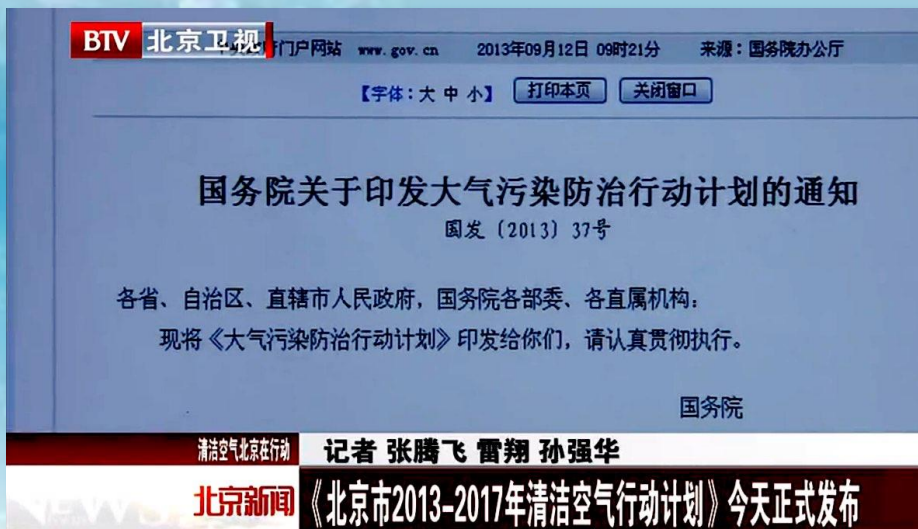 BTV 北京卫视
门户网站 www.gov.cn 2013年09月12日 09时21分 来源：国务院办公厅
【字体：大 中 小】 打印本页 关闭窗口
国务院关于印发大气污染防治行动计划的通知
国发〔2013〕37号
各省、自治区、直辖市人民政府，国务院各部委、各直属机构：
现将《大气污染防治行动计划》印发给你们，请认真贯彻执行。
国务院
清洁空气北京在行动 记者 张腾飞 雷翔 孙强华
北京新闻 《北京市2013-2017年清洁空气行动计划》今天正式发布